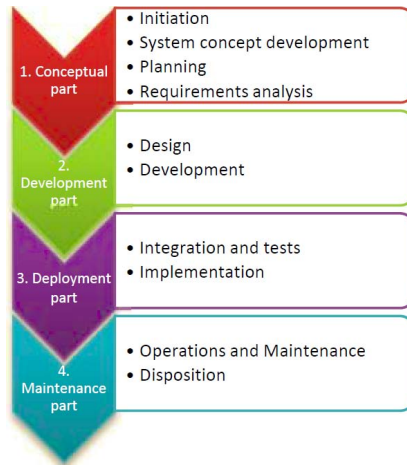 1. Conceptual
part
• Initiation
• System concept development
• Planning
• Requirements analysis
2.
Development
part
• Design
• Development
3. Deployment
part
• Integration and tests
• Implementation
4.
Maintenance
part
• Operations and Maintenance
• Disposition